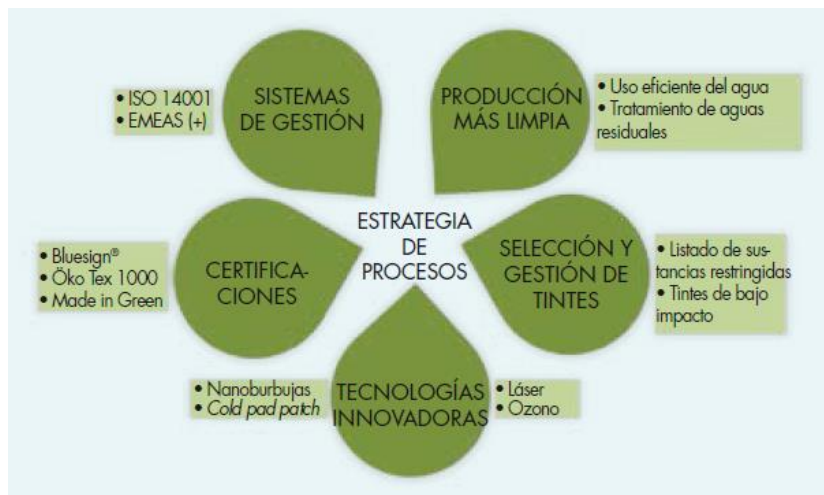 • ISO 14001
• EMEAS (+)
SISTEMAS
DE GESTIÓN
PRODUCCIÓN
MÁS LIMPIA
• Uso eficiente del agua
• Tratamiento de aguas
residuales
ESTRATEGIA
DE
PROCESOS
• Bluesign®
• Öko Tex 1000
• Made in Green
CERTIFICA-
CIONES
SELECCIÓN Y
GESTIÓN DE
TINTES
• Listado de sus-
tancias restringidas
• Tintes de bajo
impacto
• Nanoburbujas
• Cold pad patch
TECNOLOGÍAS
INNOVADORAS
• Láser
• Ozono